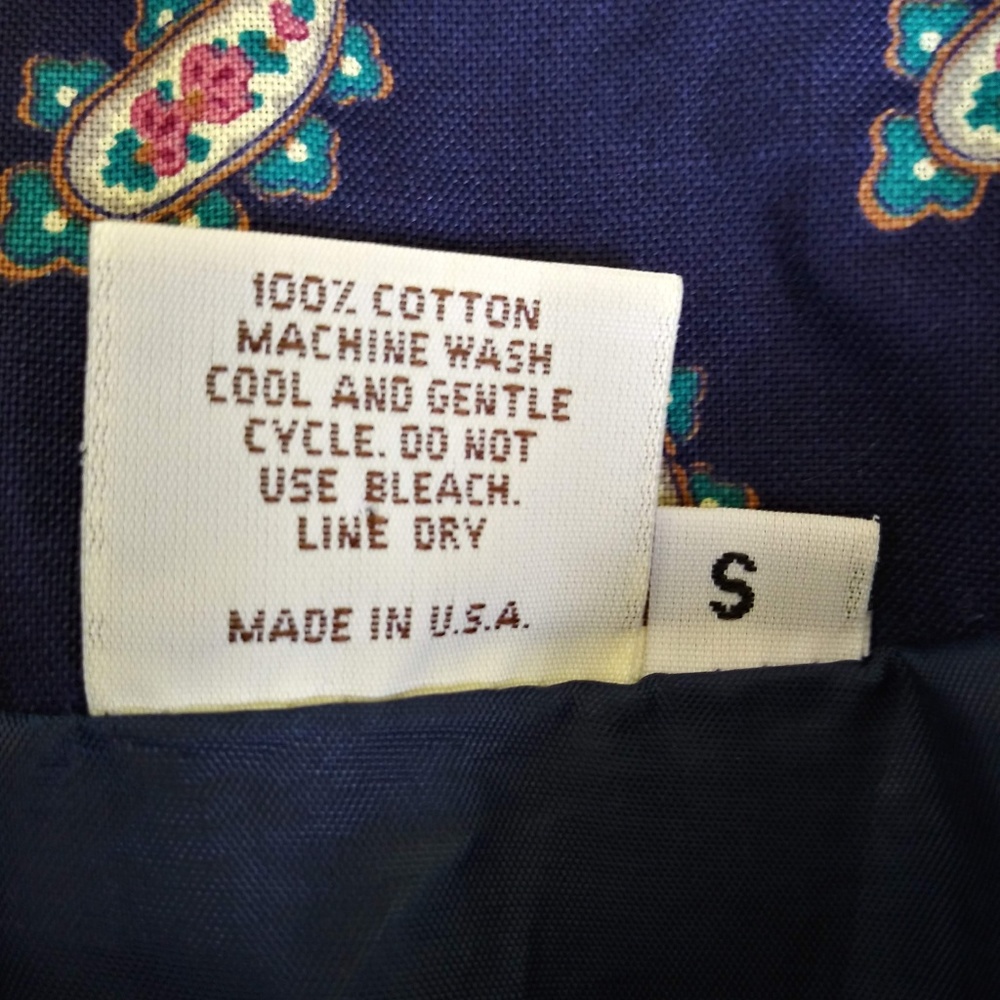 100% COTTON
MACHINE WASH
COOL AND GENTLE
CYCLE. DO NOT
USE BLEACH.
LINE DRY
MADE IN U.S.A.
S